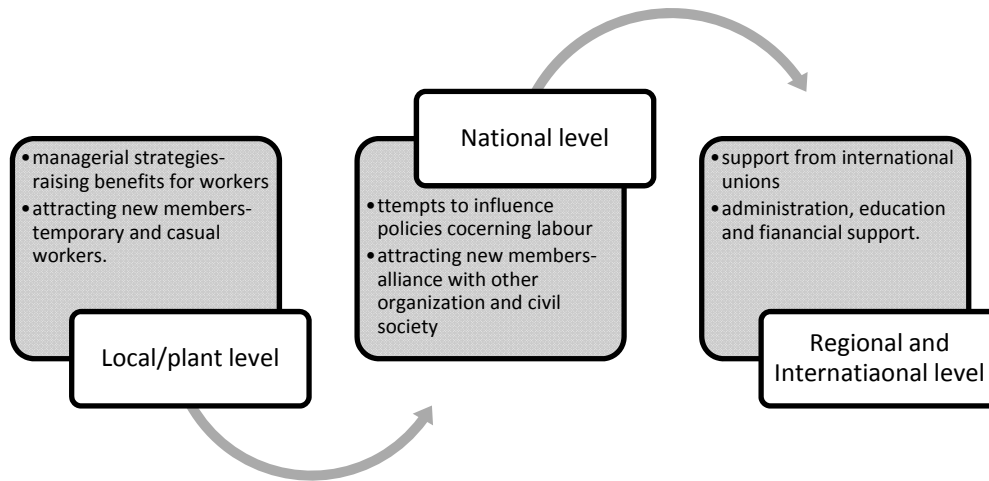 •managerial strategies-
raising benefits for workers
•attracting new members-
temporary and casual
workers.
Local/plant level
National level
•ttempts to influence
policies cocerning labour
•attracting new members-
alliance with other
organization and civil
society
•support from international
unions
•administration, education
and fianancial support.
Regional and
Internatiaonal level